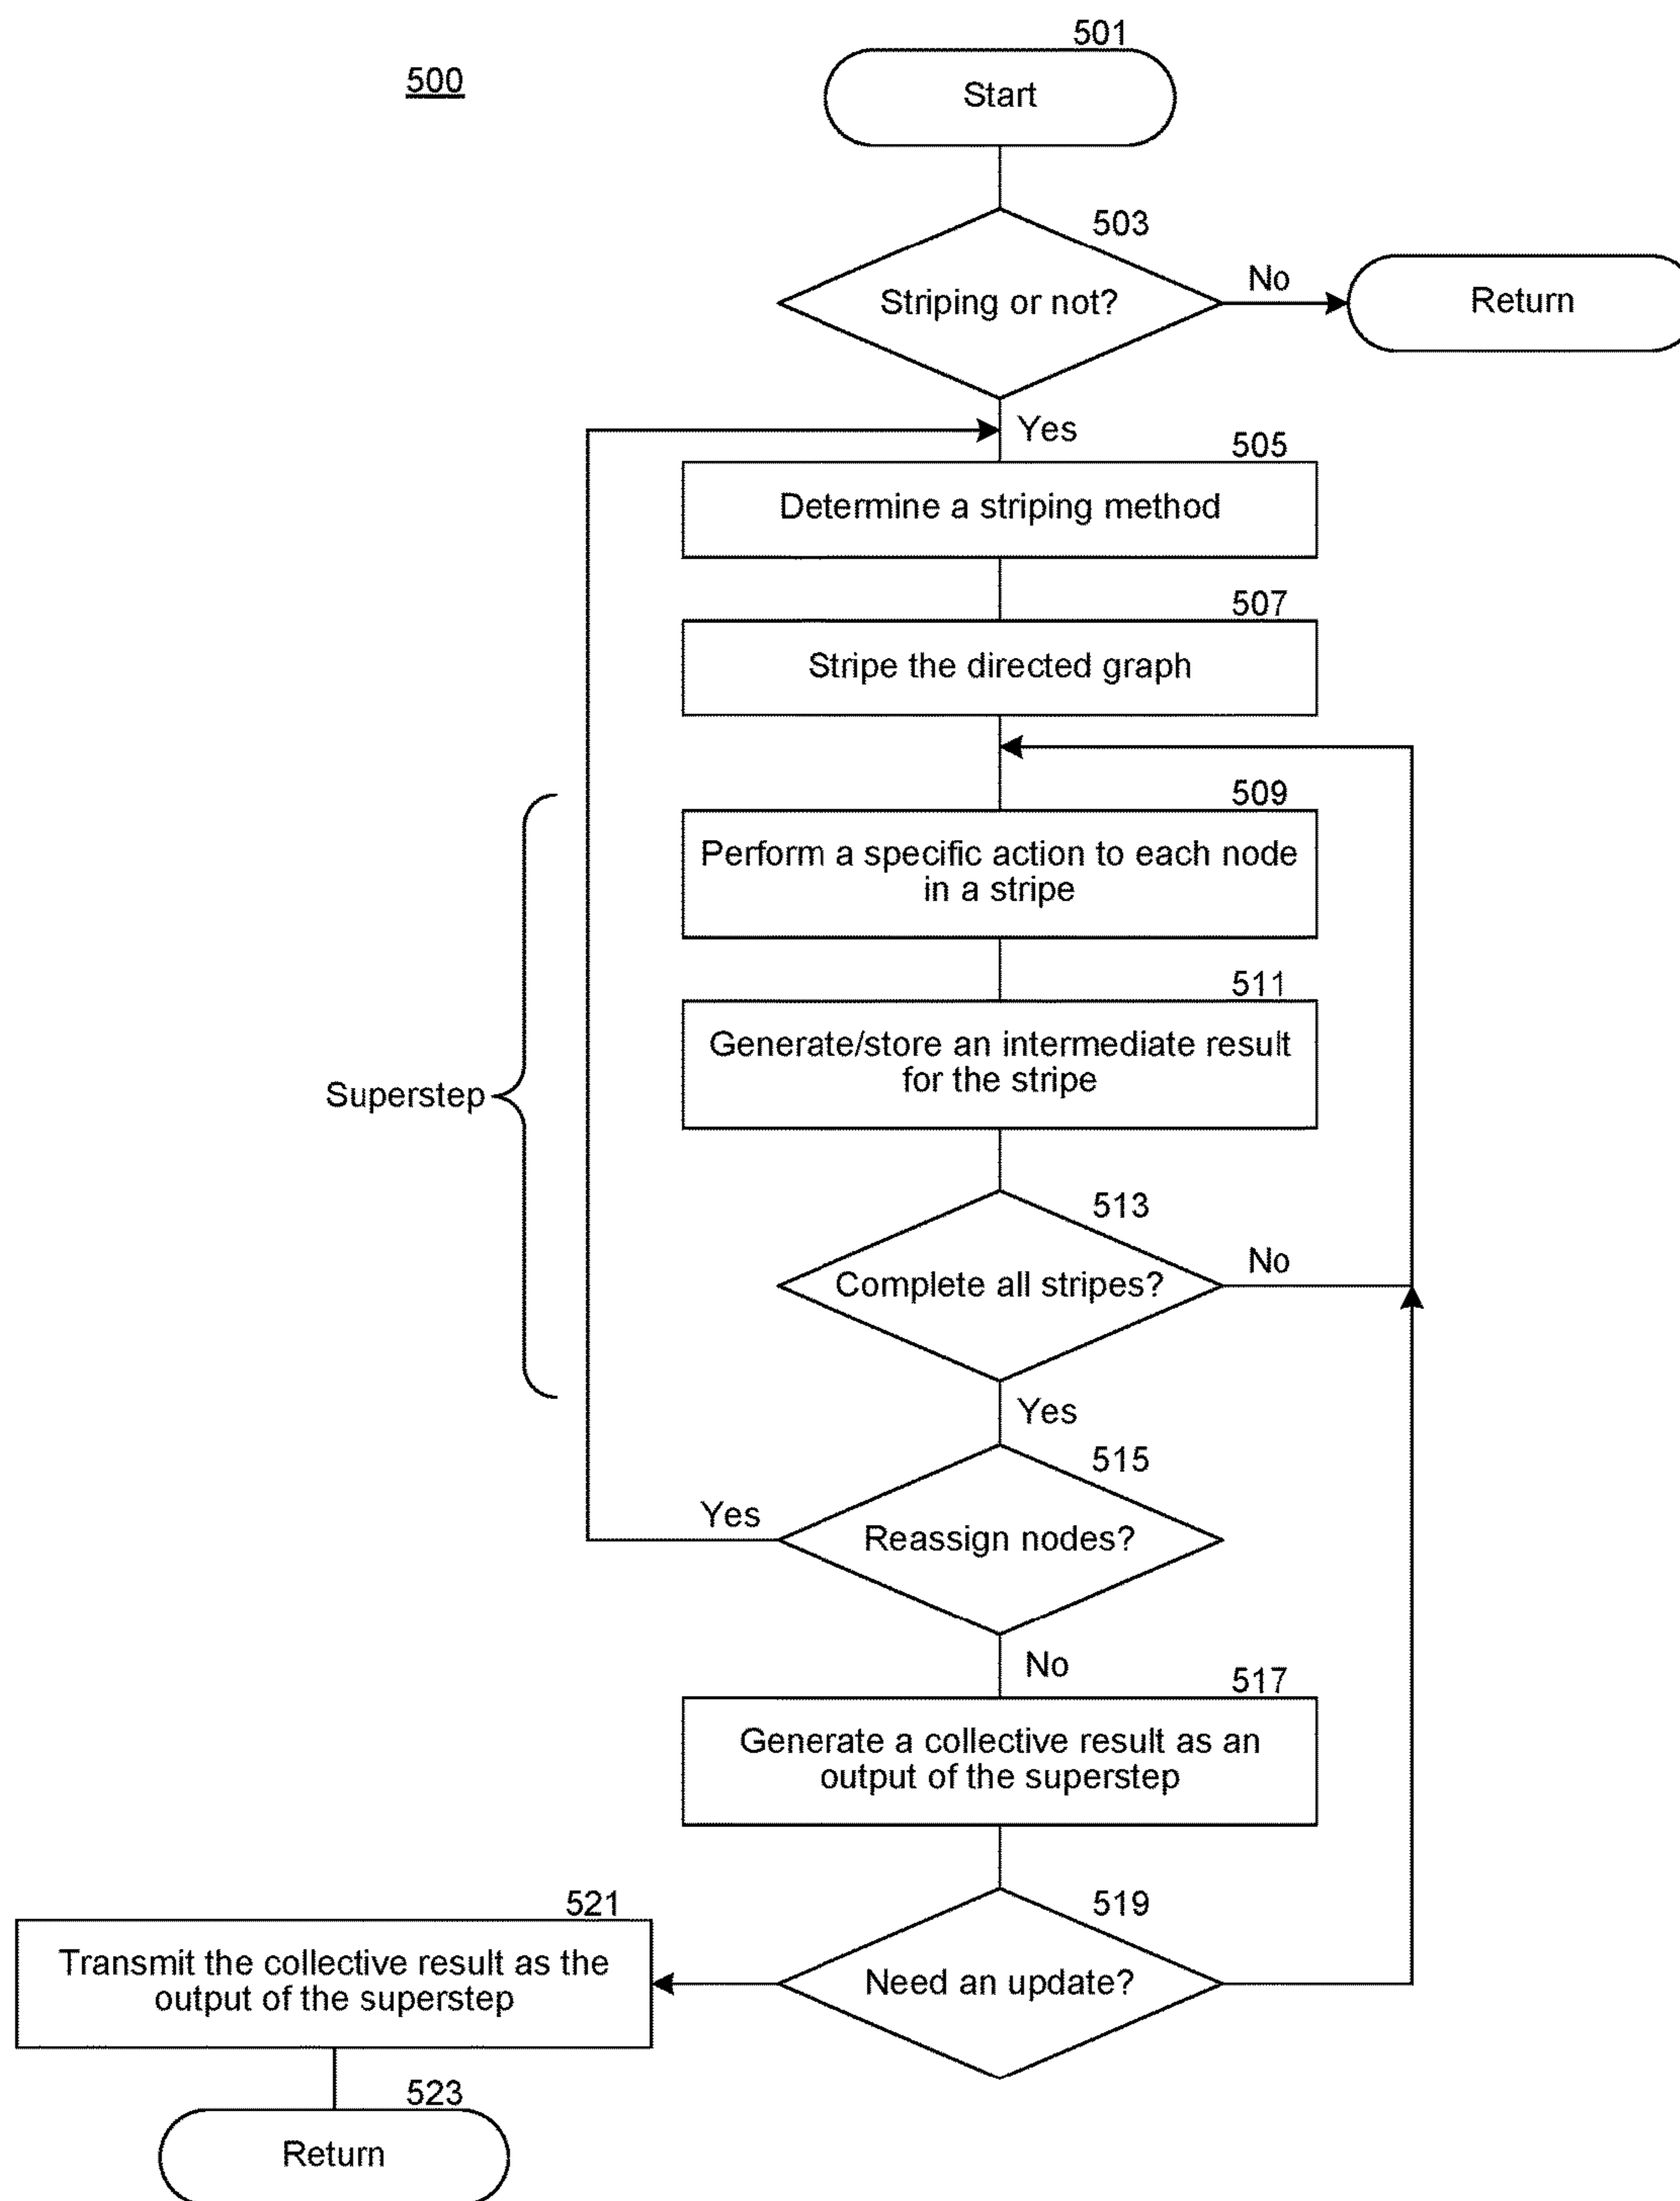 500
501
Start
503
Striping or not?
No
Return
Yes
505
Determine a striping method
507
Stripe the directed graph
509
Perform a specific action to each node
in a stripe
511
Generate/store an intermediate result
for the stripe
Superstep
513
Complete all stripes?
No
Yes
515
Reassign nodes?
Yes
No
517
Generate a collective result as an
output of the superstep
519
Need an update?
521
Transmit the collective result as the
output of the superstep
523
Return